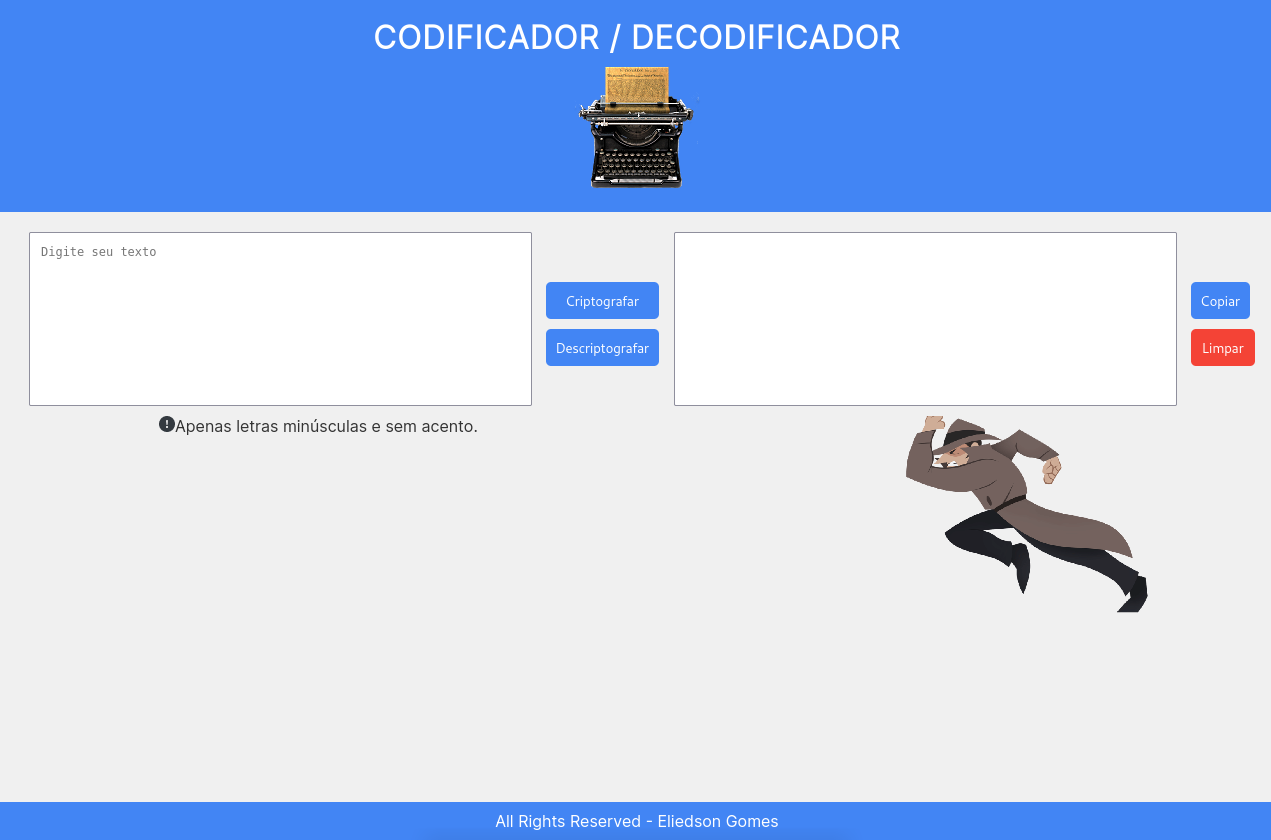 CODIFICADOR / DECODIFICADOR
Digite seu texto
Criptografar
Descriptografar
Copiar
Limpar
Apenas letras minúsculas e sem acento.
All Rights Reserved - Eliedson Gomes